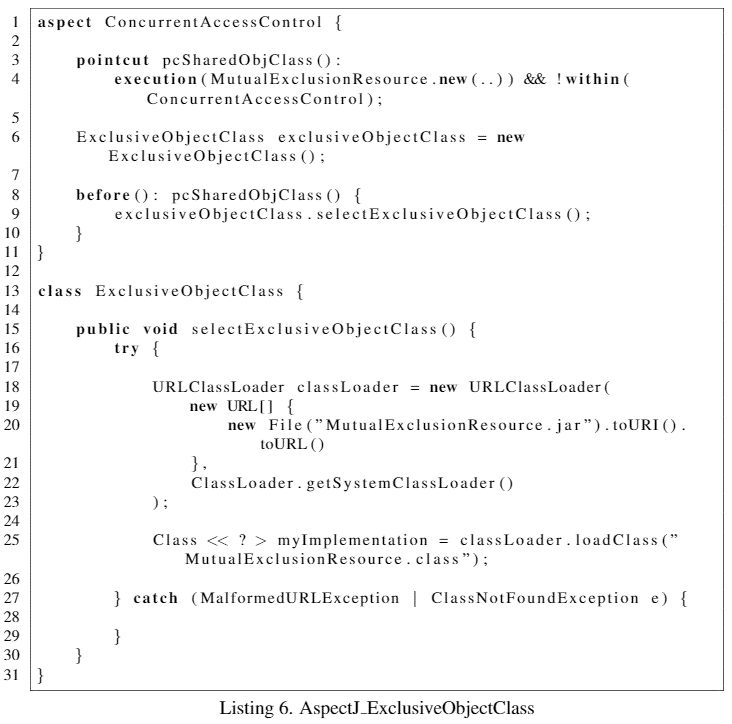 1 aspect ConcurrentAccessControl {
2
3 pointcut pcSharedObjClass():
4 execution(MutualExclusionResource.new(..)) && !within(
ConcurrentAccessControl);
5
6 ExclusiveObjectClass exclusiveObjectClass = new
ExclusiveObjectClass();
7
8 before(): pcSharedObjClass() {
9 exclusiveObjectClass.selectExclusiveObjectClass();
10 }
11 }
12
13 class ExclusiveObjectClass {
14
15 public void selectExclusiveObjectClass() {
16 try {
17
18 URLClassLoader classLoader = new URLClassLoader(
19 new URL[] {
20 new File("MutualExclusionResource.jar").toURI().
toURL()
21 },
22 ClassLoader.getSystemClassLoader()
23 );
24
25 Class << ? > myImplementation = classLoader.loadClass("
MutualExclusionResource.class");
26
27 } catch (MalformedURLException | ClassNotFoundException e) {
28
29 }
30 }
31 }
Listing 6. AspectJ_ExclusiveObjectClass